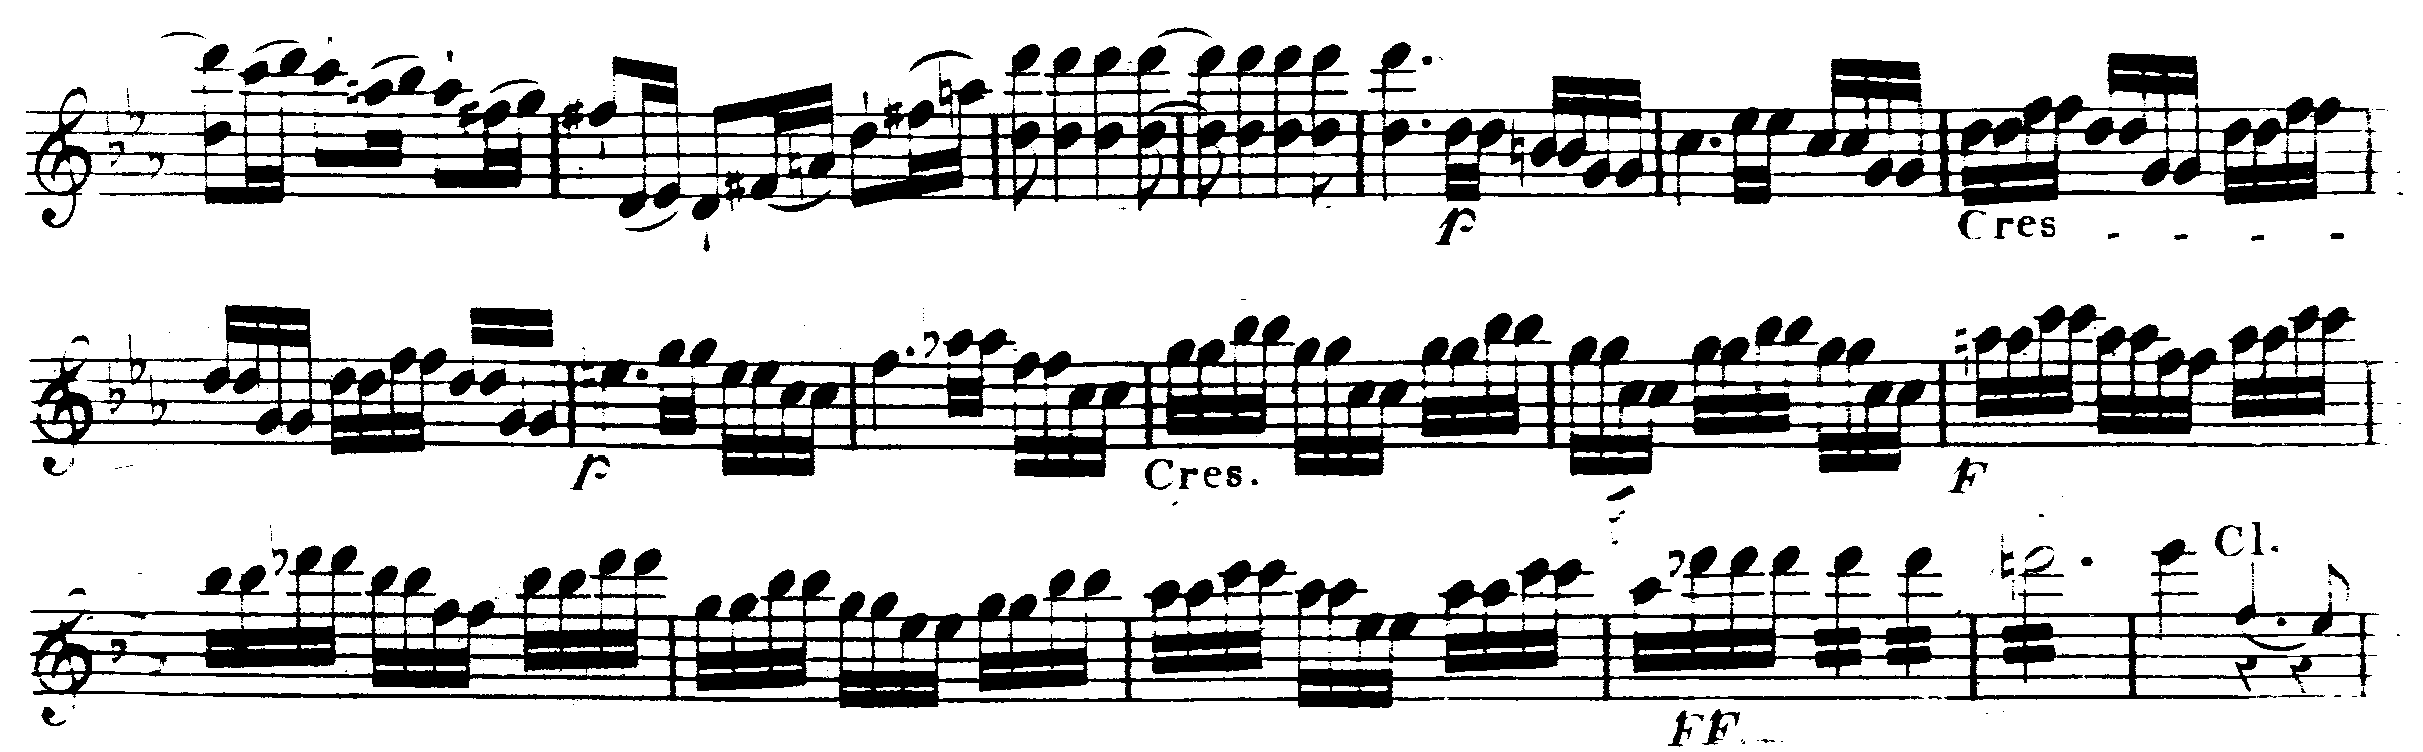 p Cres - - - -
p Cres. F
Cl.
FF.